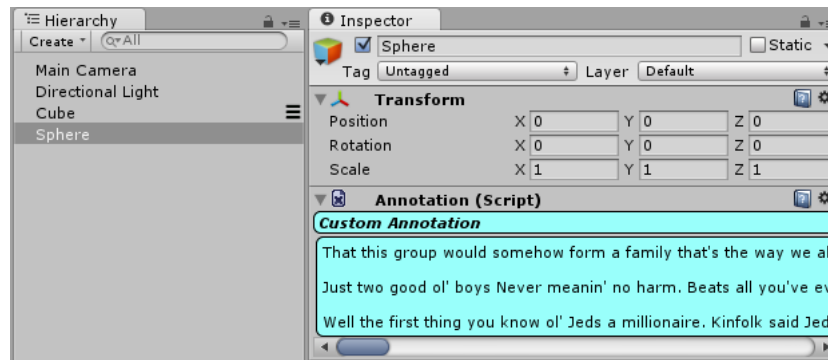 Hierarchy
Create All
Main Camera
Directional Light
Cube
Sphere
Inspector
Sphere Static
Tag Untagged Layer Default
Transform
Position X 0 Y 0 Z 0
Rotation X 0 Y 0 Z 0
Scale X 1 Y 1 Z 1
Annotation (Script)
Custom Annotation
That this group would somehow form a family that's the way we
Just two good ol' boys Never meanin' no harm. Beats all you've
Well the first thing you know ol' Jeds a millionaire. Kinfolk said Jed